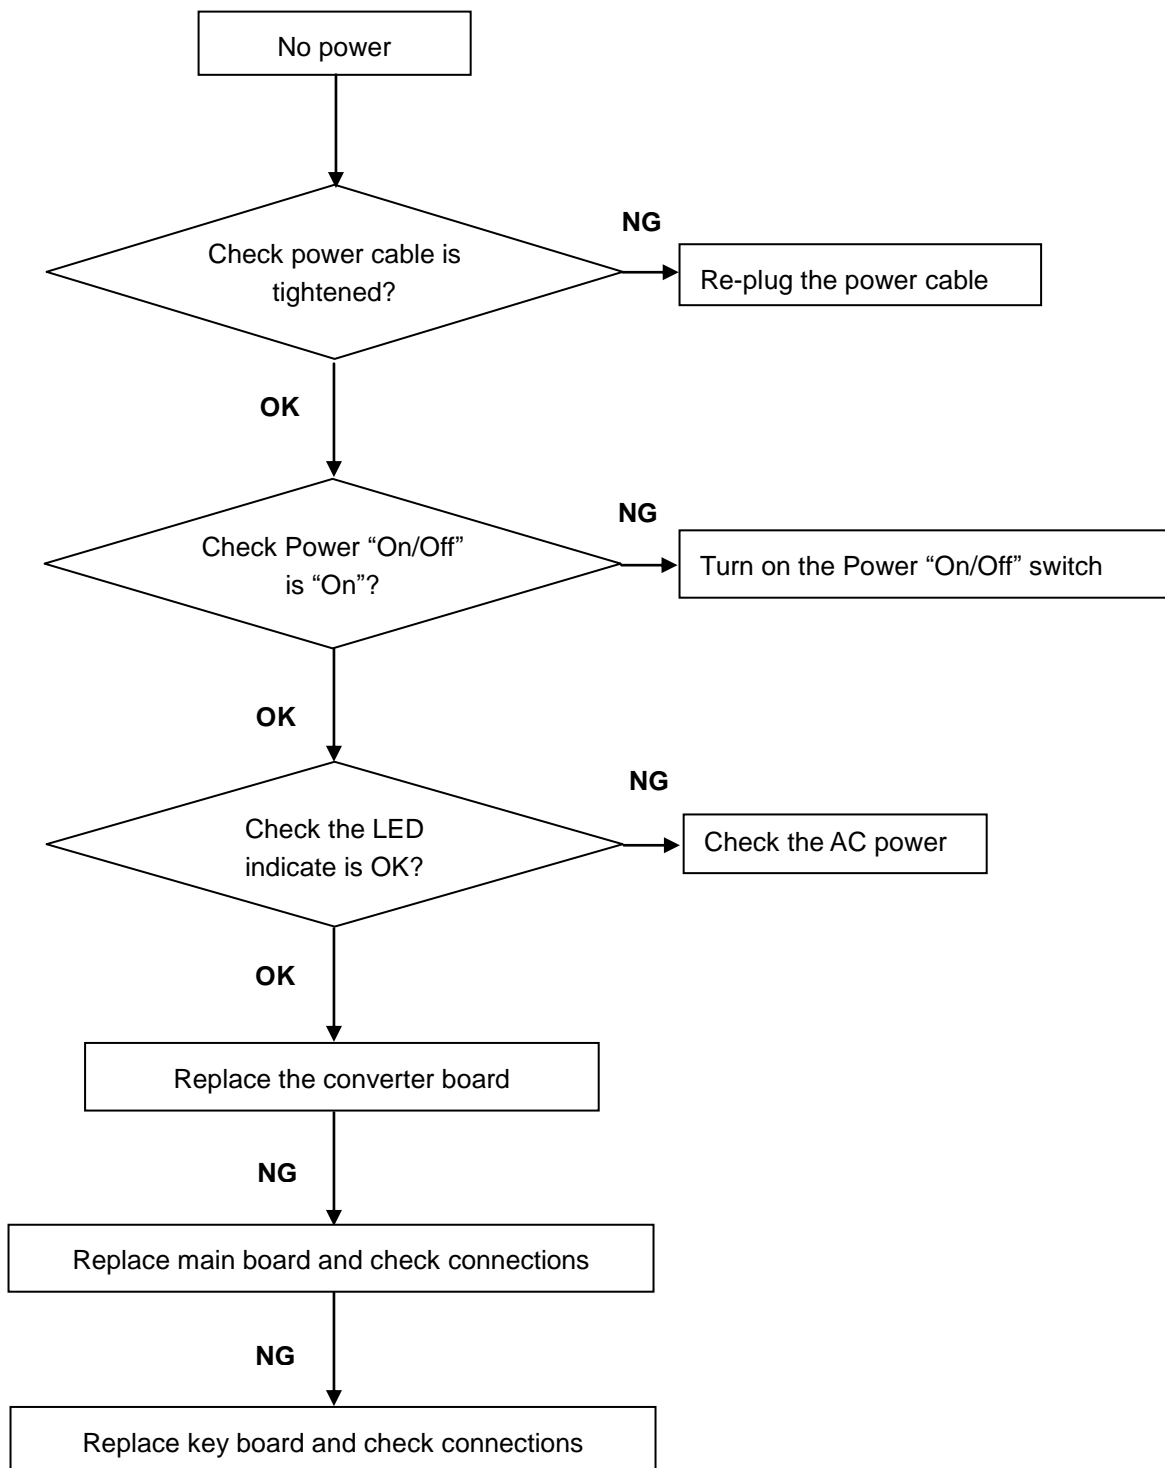 No power
Check power cable is
tightened?
NG
Re-plug the power cable
OK
Check Power “On/Off”
is “On”?
NG
Turn on the Power “On/Off” switch
OK
Check the LED
indicate is OK?
NG
Check the AC power
OK
Replace the converter board
NG
Replace main board and check connections
NG
Replace key board and check connections